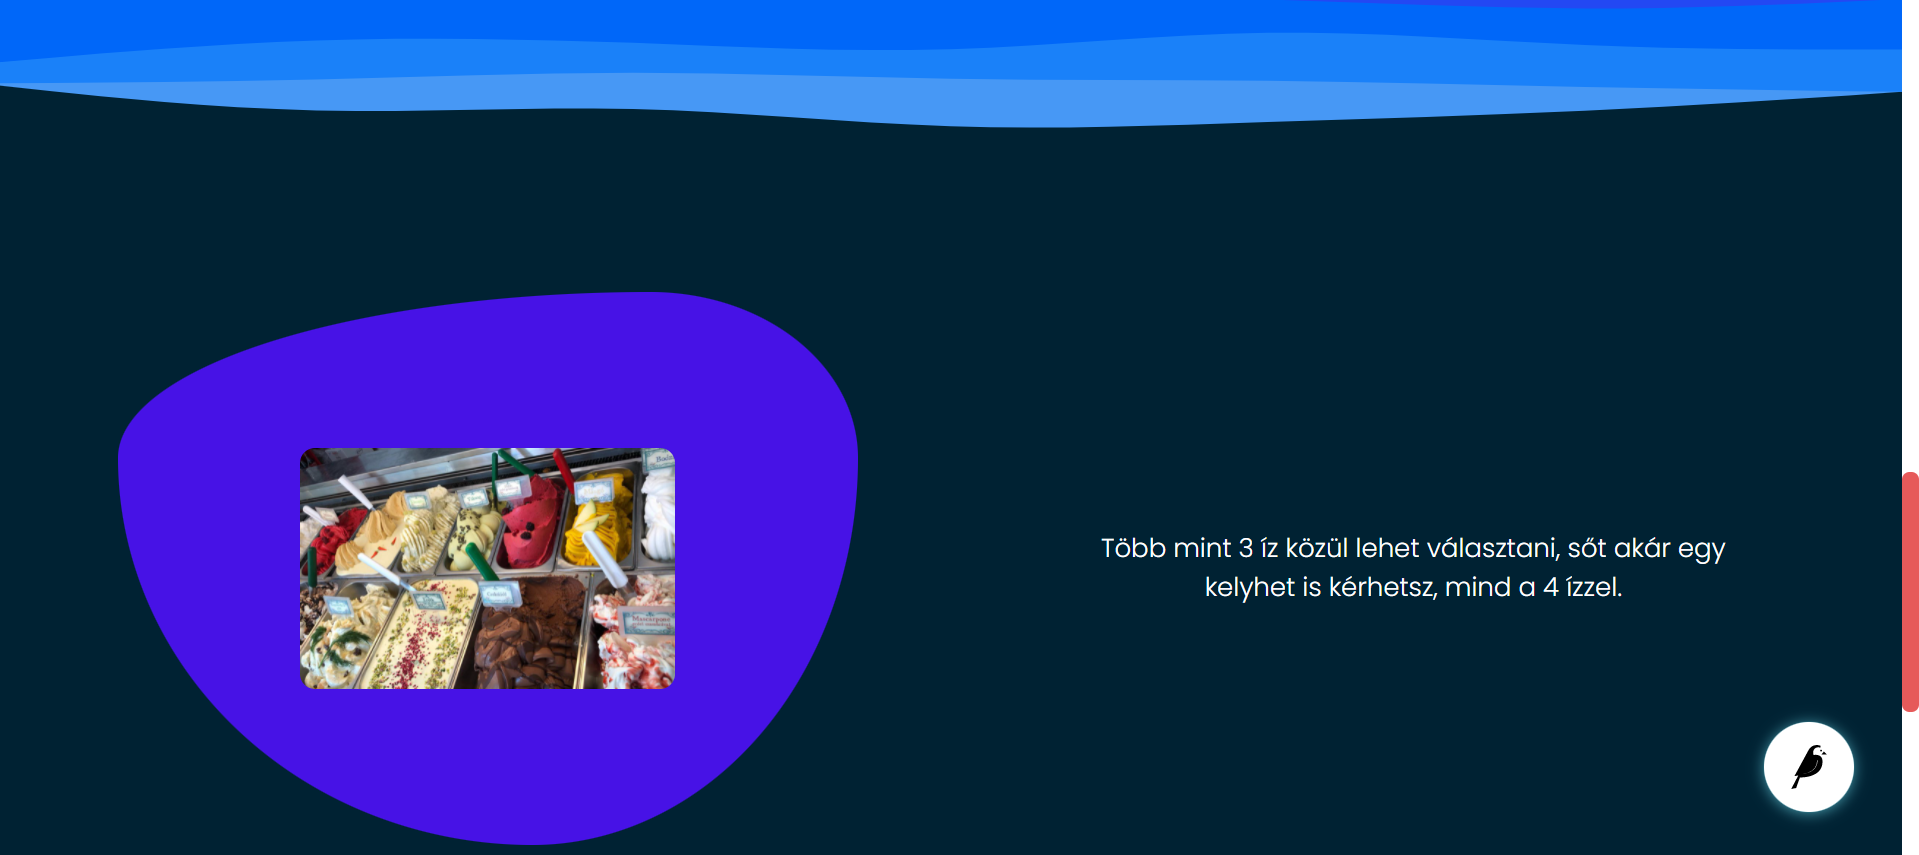 Több mint 3 íz közül lehet választani, sőt akár egy
kelyhet is kérhetsz, mind a 4 ízzel.